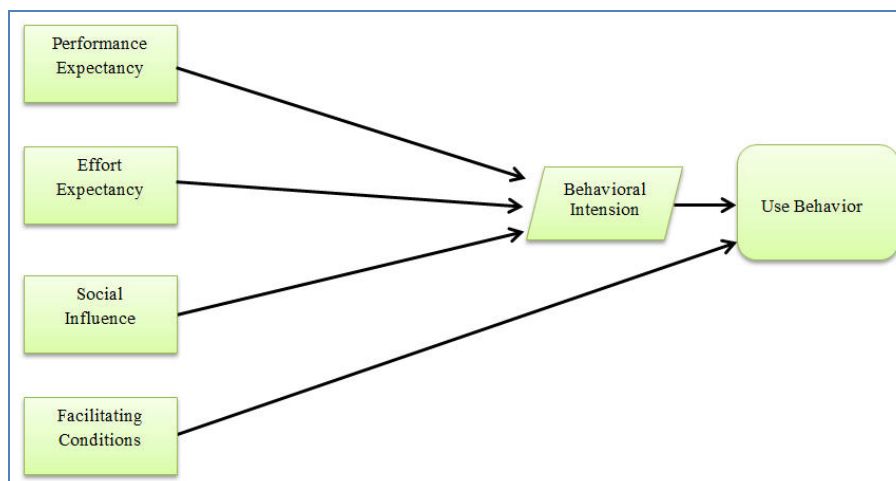 Performance
Expectancy
Effort
Expectancy
Social
Influence
Facilitating
Conditions
Behavioral
Intension
Use Behavior